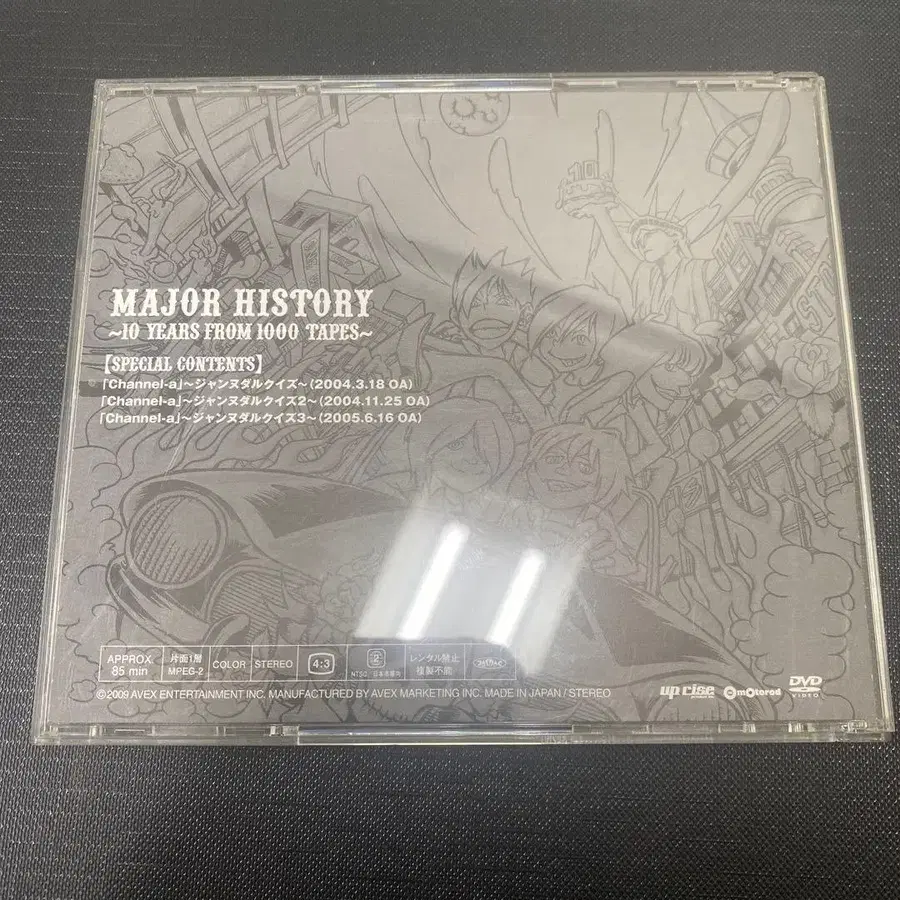 MAJOR HISTORY
~10 YEARS FROM 1000 TAPES~
【SPECIAL CONTENTS】
「Channel-a」~ジャンヌダルクイズ~(2004.3.18 OA)
「Channel-a」~ジャンヌダルクイズ2~(2004.11.25 OA)
「Channel-a」~ジャンヌダルクイズ3~(2005.6.16 OA)
APPROX. 85 min
片面1層 MPEG-2
COLOR
STEREO
4:3
2 NTSC 日本市場向
レンタル禁止 複製不能
©2009 AVEX ENTERTAINMENT INC. MANUFACTURED BY AVEX MARKETING INC. MADE IN JAPAN / STEREO
up rise
motorod
DVD VIDEO
10